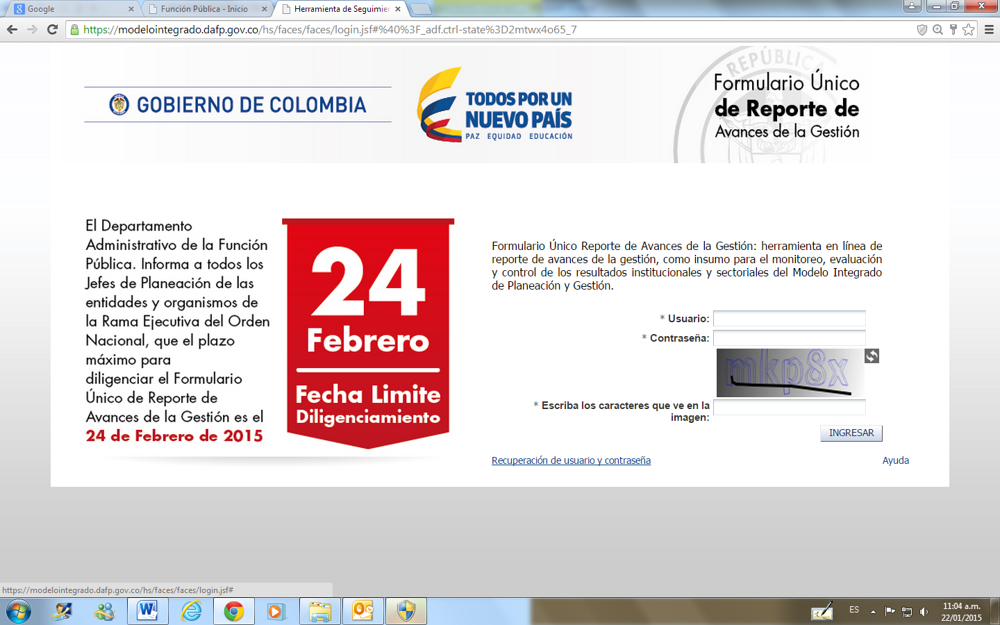 Google
Función Pública - Inicio
Herramienta de Seguimien
https://modelointegrado.dafp.gov.co/hs/faces/faces/login.jsf#%40%3F_adf.ctrl-state%3D2mtwx4o65_7
GOBIERNO DE COLOMBIA
TODOS POR UN
NUEVO PAÍS
PAZ EQUIDAD EDUCACIÓN
REPÚBLICA
Formulario Único
de Reporte de
Avances de la Gestión
El Departamento
Administrativo de la Función
Pública. Informa a todos los
Jefes de Planeación de las
entidades y organismos de
la Rama Ejecutiva del Orden
Nacional, que el plazo
máximo para
diligenciar el Formulario
Único de Reporte de
Avances de la Gestión es el
24 de Febrero de 2015
24
Febrero
Fecha Limite
Diligenciamiento
Formulario Único Reporte de Avances de la Gestión: herramienta en línea de
reporte de avances de la gestión, como insumo para el monitoreo, evaluación
y control de los resultados institucionales y sectoriales del Modelo Integrado
de Planeación y Gestión.
* Usuario:
* Contraseña:
mkp8x
* Escriba los caracteres que ve en la
imagen:
INGRESAR
Recuperación de usuario y contraseña
Ayuda
https://modelointegrado.dafp.gov.co/hs/faces/faces/login.jsf#
ES
11:04 a.m.
22/01/2015